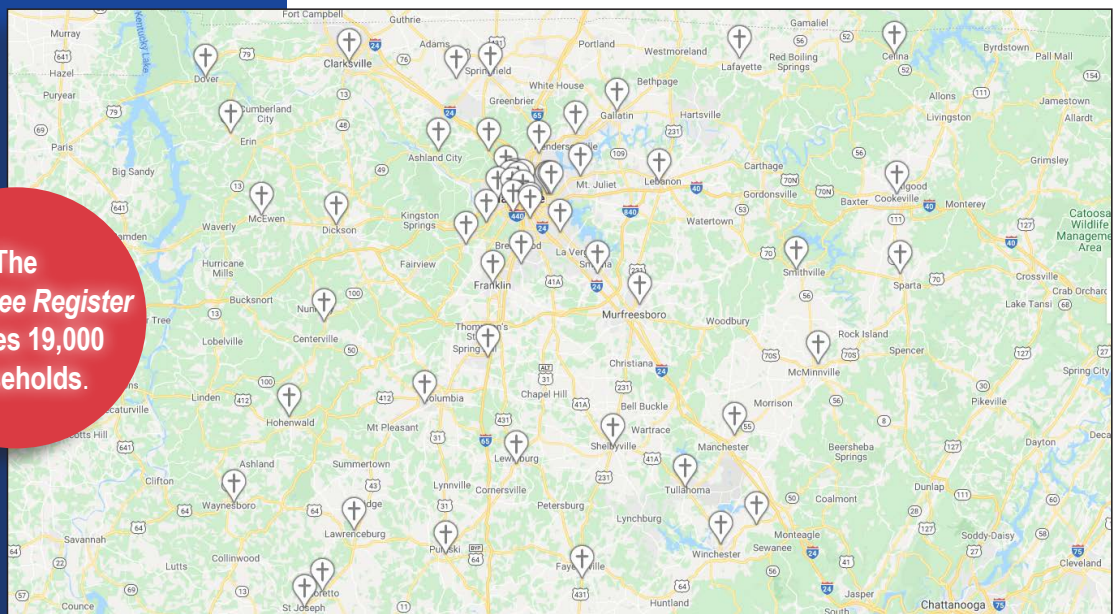 The
ee Register
es 19,000
eholds.
Fort Campbell
Guthrie
Gamaliel
Murray
Adams
Portland
Westmoreland
Red Boiling
Springs
Byrdstown
Pall Mall
Hazel
Dover
Clarksville
Springfield
Lafayette
Celina
Puryear
White House
Bethpage
Cumberland
City
Greenbrier
Gallatin
Hartsville
Allons
Livingston
Jamestown
Allardt
Paris
Erin
Ashland City
Hendersonville
Carthage
Grimsley
Big Sandy
Mt. Juliet
Lebanon
Gordonsville
Baxter
Cookeville
Monterey
McEwen
Waverly
Dickson
Kingston
Springs
Watertown
Catoosa
Wildlife
Manageme
Area
Hurricane
Mills
Fairview
Franklin
Smithville
Sparta
Crossville
Crab Orchard
Lake Tansi
Bucksnort
Murfreesboro
Woodbury
Lobelville
Centerville
Rock Island
Spencer
McMinnville
Spring City
Linden
Christiana
Chapel Hill
Bell Buckle
Morrison
Pikeville
Hohenwald
Mt Pleasant
Columbia
Wartrace
Shelbyville
Manchester
Beersheba
Springs
Dayton
otts Hill
Clifton
Ashland
Summertown
Lewisburg
Waynesboro
Lynnville
Cornersville
Petersburg
Tullahoma
Lynchburg
Coalmont
Dunlap
Savannah
Lawrenceburg
Pulaski
Winchester
Sewanee
Monteagle
Soddy-Daisy
Collinwood
Lutts
Cleveland
Counce
St Joseph
Huntland
Jasper
South
Chattanooga